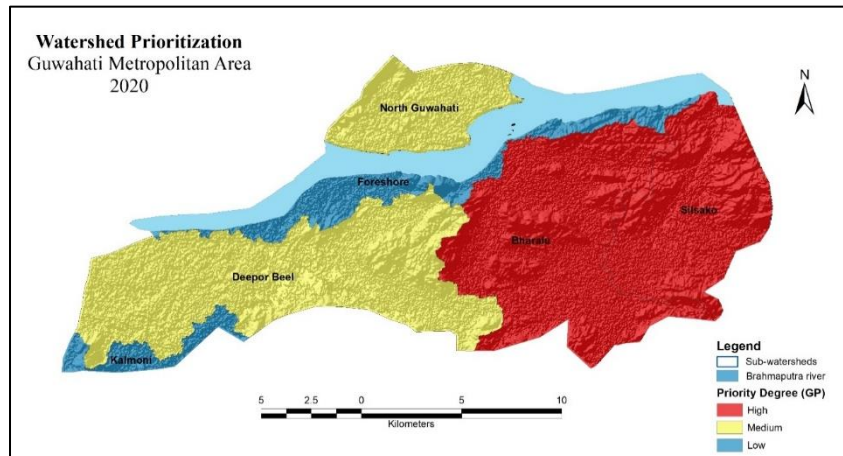 Watershed Prioritization
Guwahati Metropolitan Area
2020
N
North Guwahati
Foreshore
Silsako
Bharalu
Deepor Beel
Kalmoni
Legend
Sub-watersheds
Brahmaputra river
Priority Degree (GP)
High
Medium
Low
5 2.5 0 5 10
Kilometers